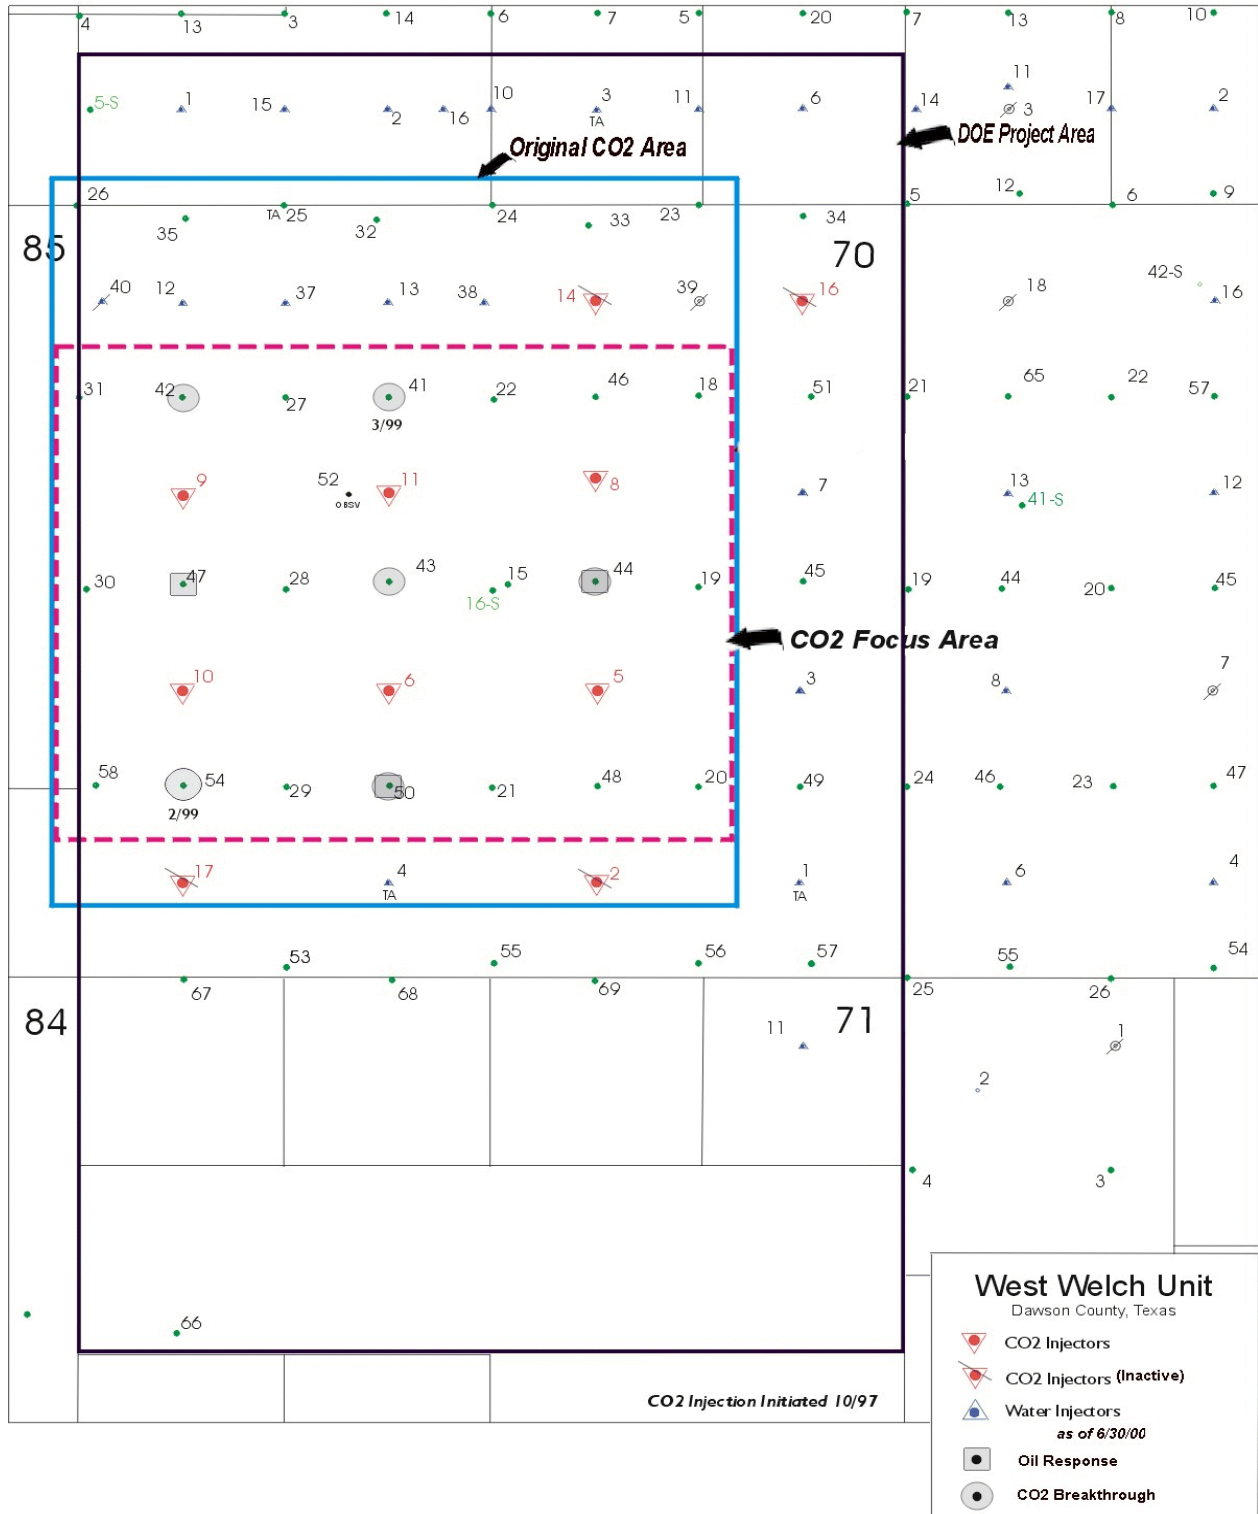 4 13 3 14 6 7 5 20 7 13 8 10
11
5-S 1 15 2 16 10 3 11 6 14 3 17 2
TA
Original CO2 Area
DOE Project Area
26 TA 25 24 23 5 12 6 9
35 32 33 34
85 70
42-S
40 12 37 13 38 14 39 16 18 16
31 42 27 41 22 46 18 51 21 65 22 57
3/99
9 52 11 8 7 13 12
OBSV
41-S
30 47 28 43 15 44 19 45 19 44 20 45
16-S
CO2 Focus Area
10 6 5 3 8 7
58 54 29 50 21 48 20 49 24 46 23 47
2/99
17 4 2 1 6 4
TA TA
53 55 56 57 55 54
67 68 69 25 26
84 71
11 1
2
4 3
66
CO2 Injection Initiated 10/97
West Welch Unit
Dawson County, Texas
CO2 Injectors
CO2 Injectors (Inactive)
Water Injectors
as of 6/30/00
Oil Response
CO2 Breakthrough